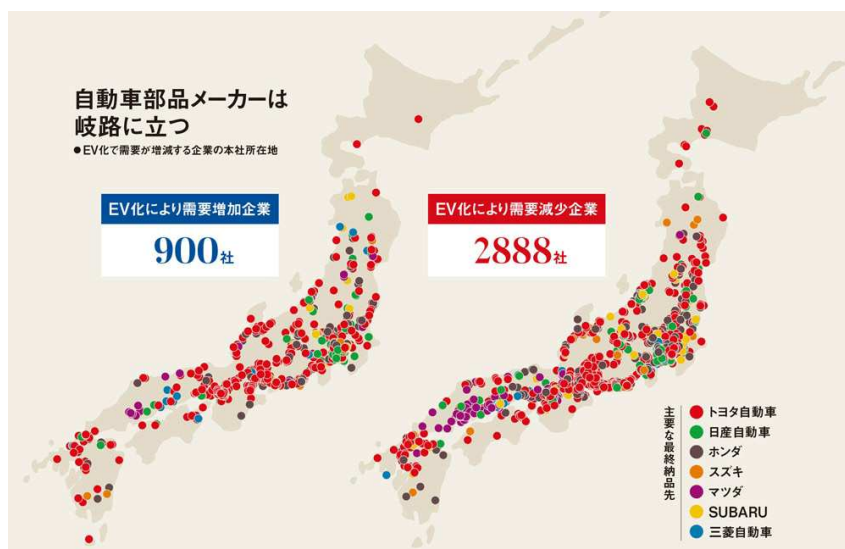 自動車部品メーカーは
岐路に立つ
●EV化で需要が増減する企業の本社所在地
EV化により需要増加企業
900社
EV化により需要減少企業
2888社
主要な最終納品先
トヨタ自動車
日産自動車
ホンダ
スズキ
マツダ
SUBARU
三菱自動車